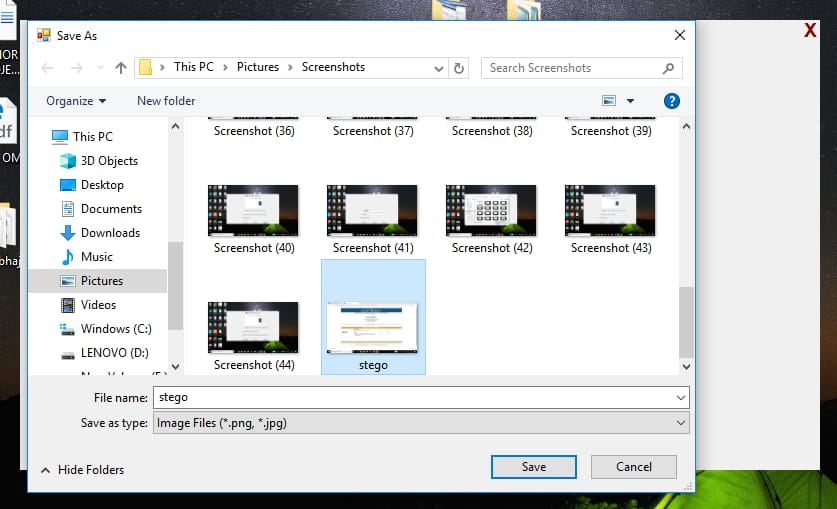 Save As
X
This PC > Pictures > Screenshots
Search Screenshots
Organize
New folder
?
This PC
3D Objects
Desktop
Documents
Downloads
Music
Pictures
Videos
Windows (C:)
LENOVO (D:)
Screenshot (36)
Screenshot (37)
Screenshot (38)
Screenshot (39)
Screenshot (40)
Screenshot (41)
Screenshot (42)
Screenshot (43)
Screenshot (44)
stego
File name: stego
Save as type: Image Files (*.png, *.jpg)
Hide Folders
Save
Cancel